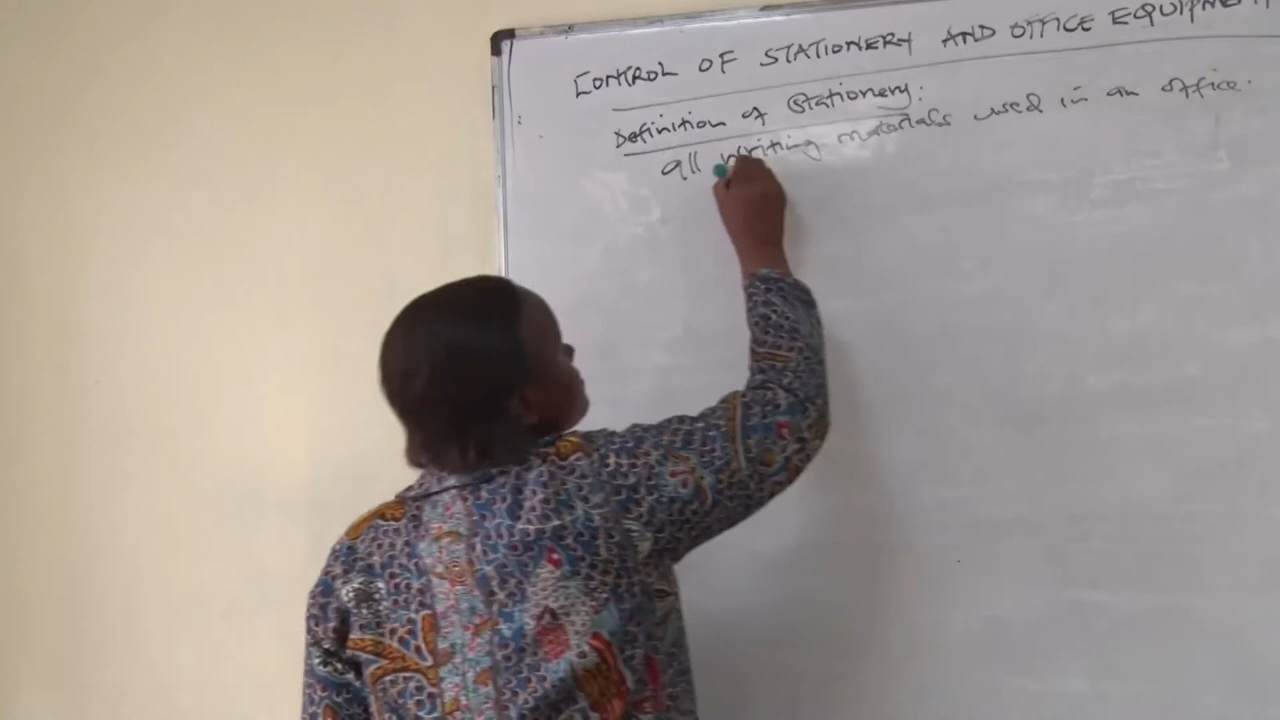 CONTROL OF STATIONERY AND OFFICE EQUIPMENT
Definition of Stationery:
all writing materials used in an office.